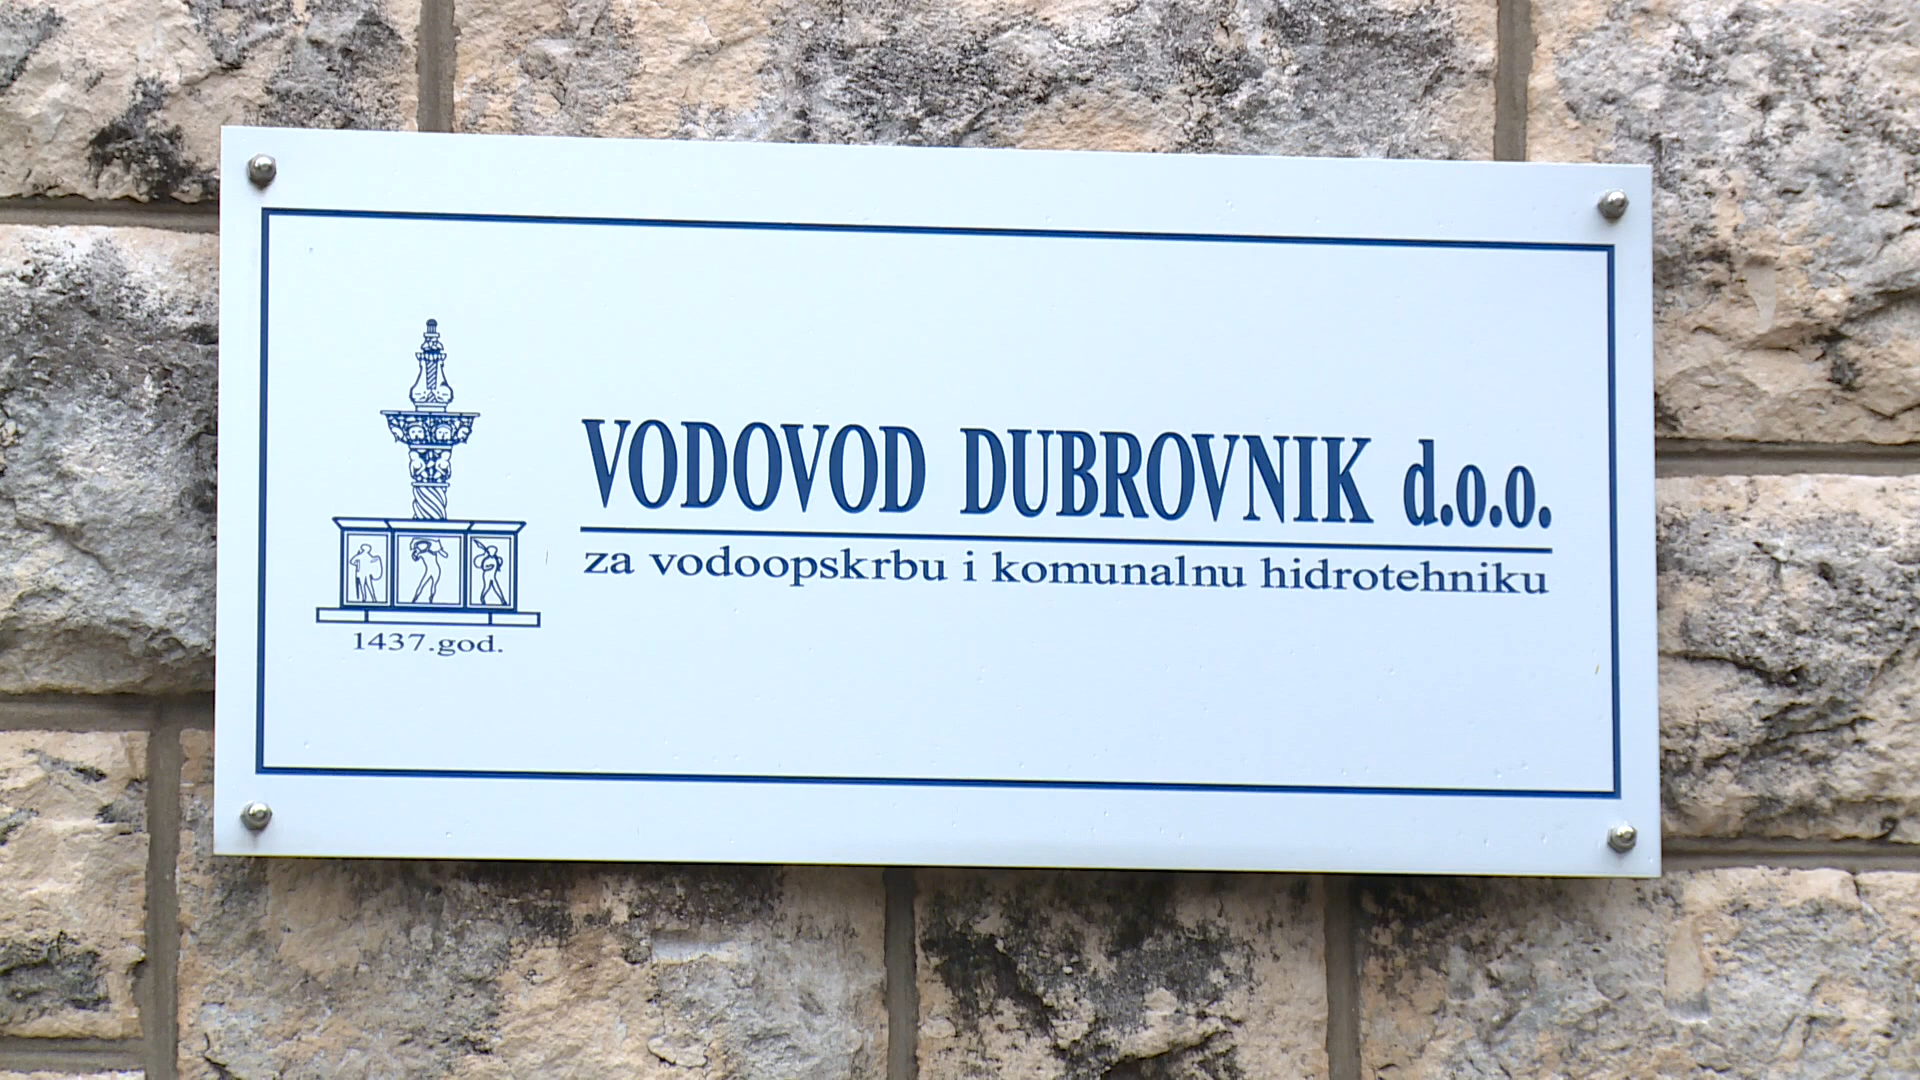 VODOVOD DUBROVNIK d.o.o.
za vodoopskrbu i komunalnu hidrotehniku
1437.god.